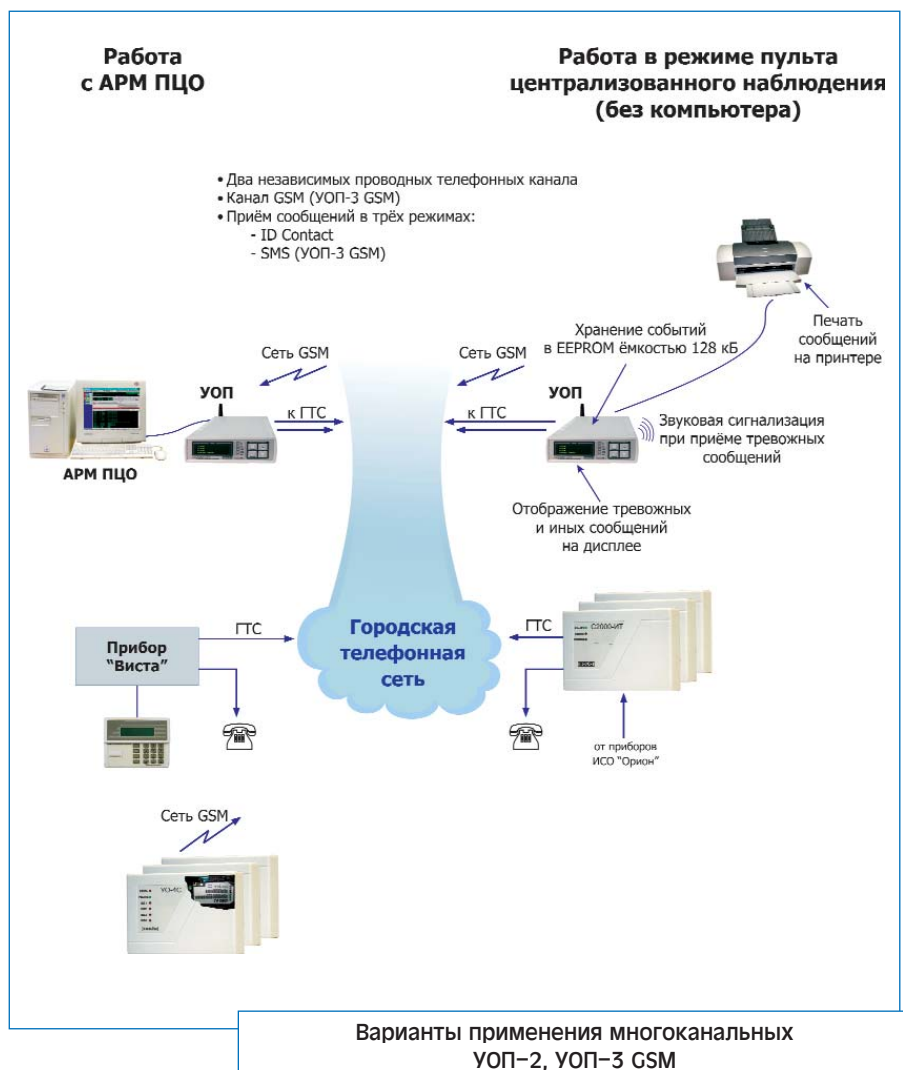 Работа
с АРМ ПЦО
Работа в режиме пульта
централизованного наблюдения
(без компьютера)
• Два независимых проводных телефонных канала
• Канал GSM (УОП-3 GSM)
• Приём сообщений в трёх режимах:
- ID Contact
- SMS (УОП-3 GSM)
Печать
сообщений
на принтере
Хранение событий
в EEPROM ёмкостью 128 кБ
Сеть GSM
Сеть GSM
УОП
УОП
к ГТС
к ГТС
Звуковая сигнализация
при приёме тревожных
сообщений
АРМ ПЦО
Отображение тревожных
и иных сообщений
на дисплее
Прибор
"Виста"
ГТС
Городская
телефонная
сеть
ГТС
С2000-ИТ
от приборов
ИСО "Орион"
Сеть GSM
УО-4С
Варианты применения многоканальных
УОП-2, УОП-3 GSM